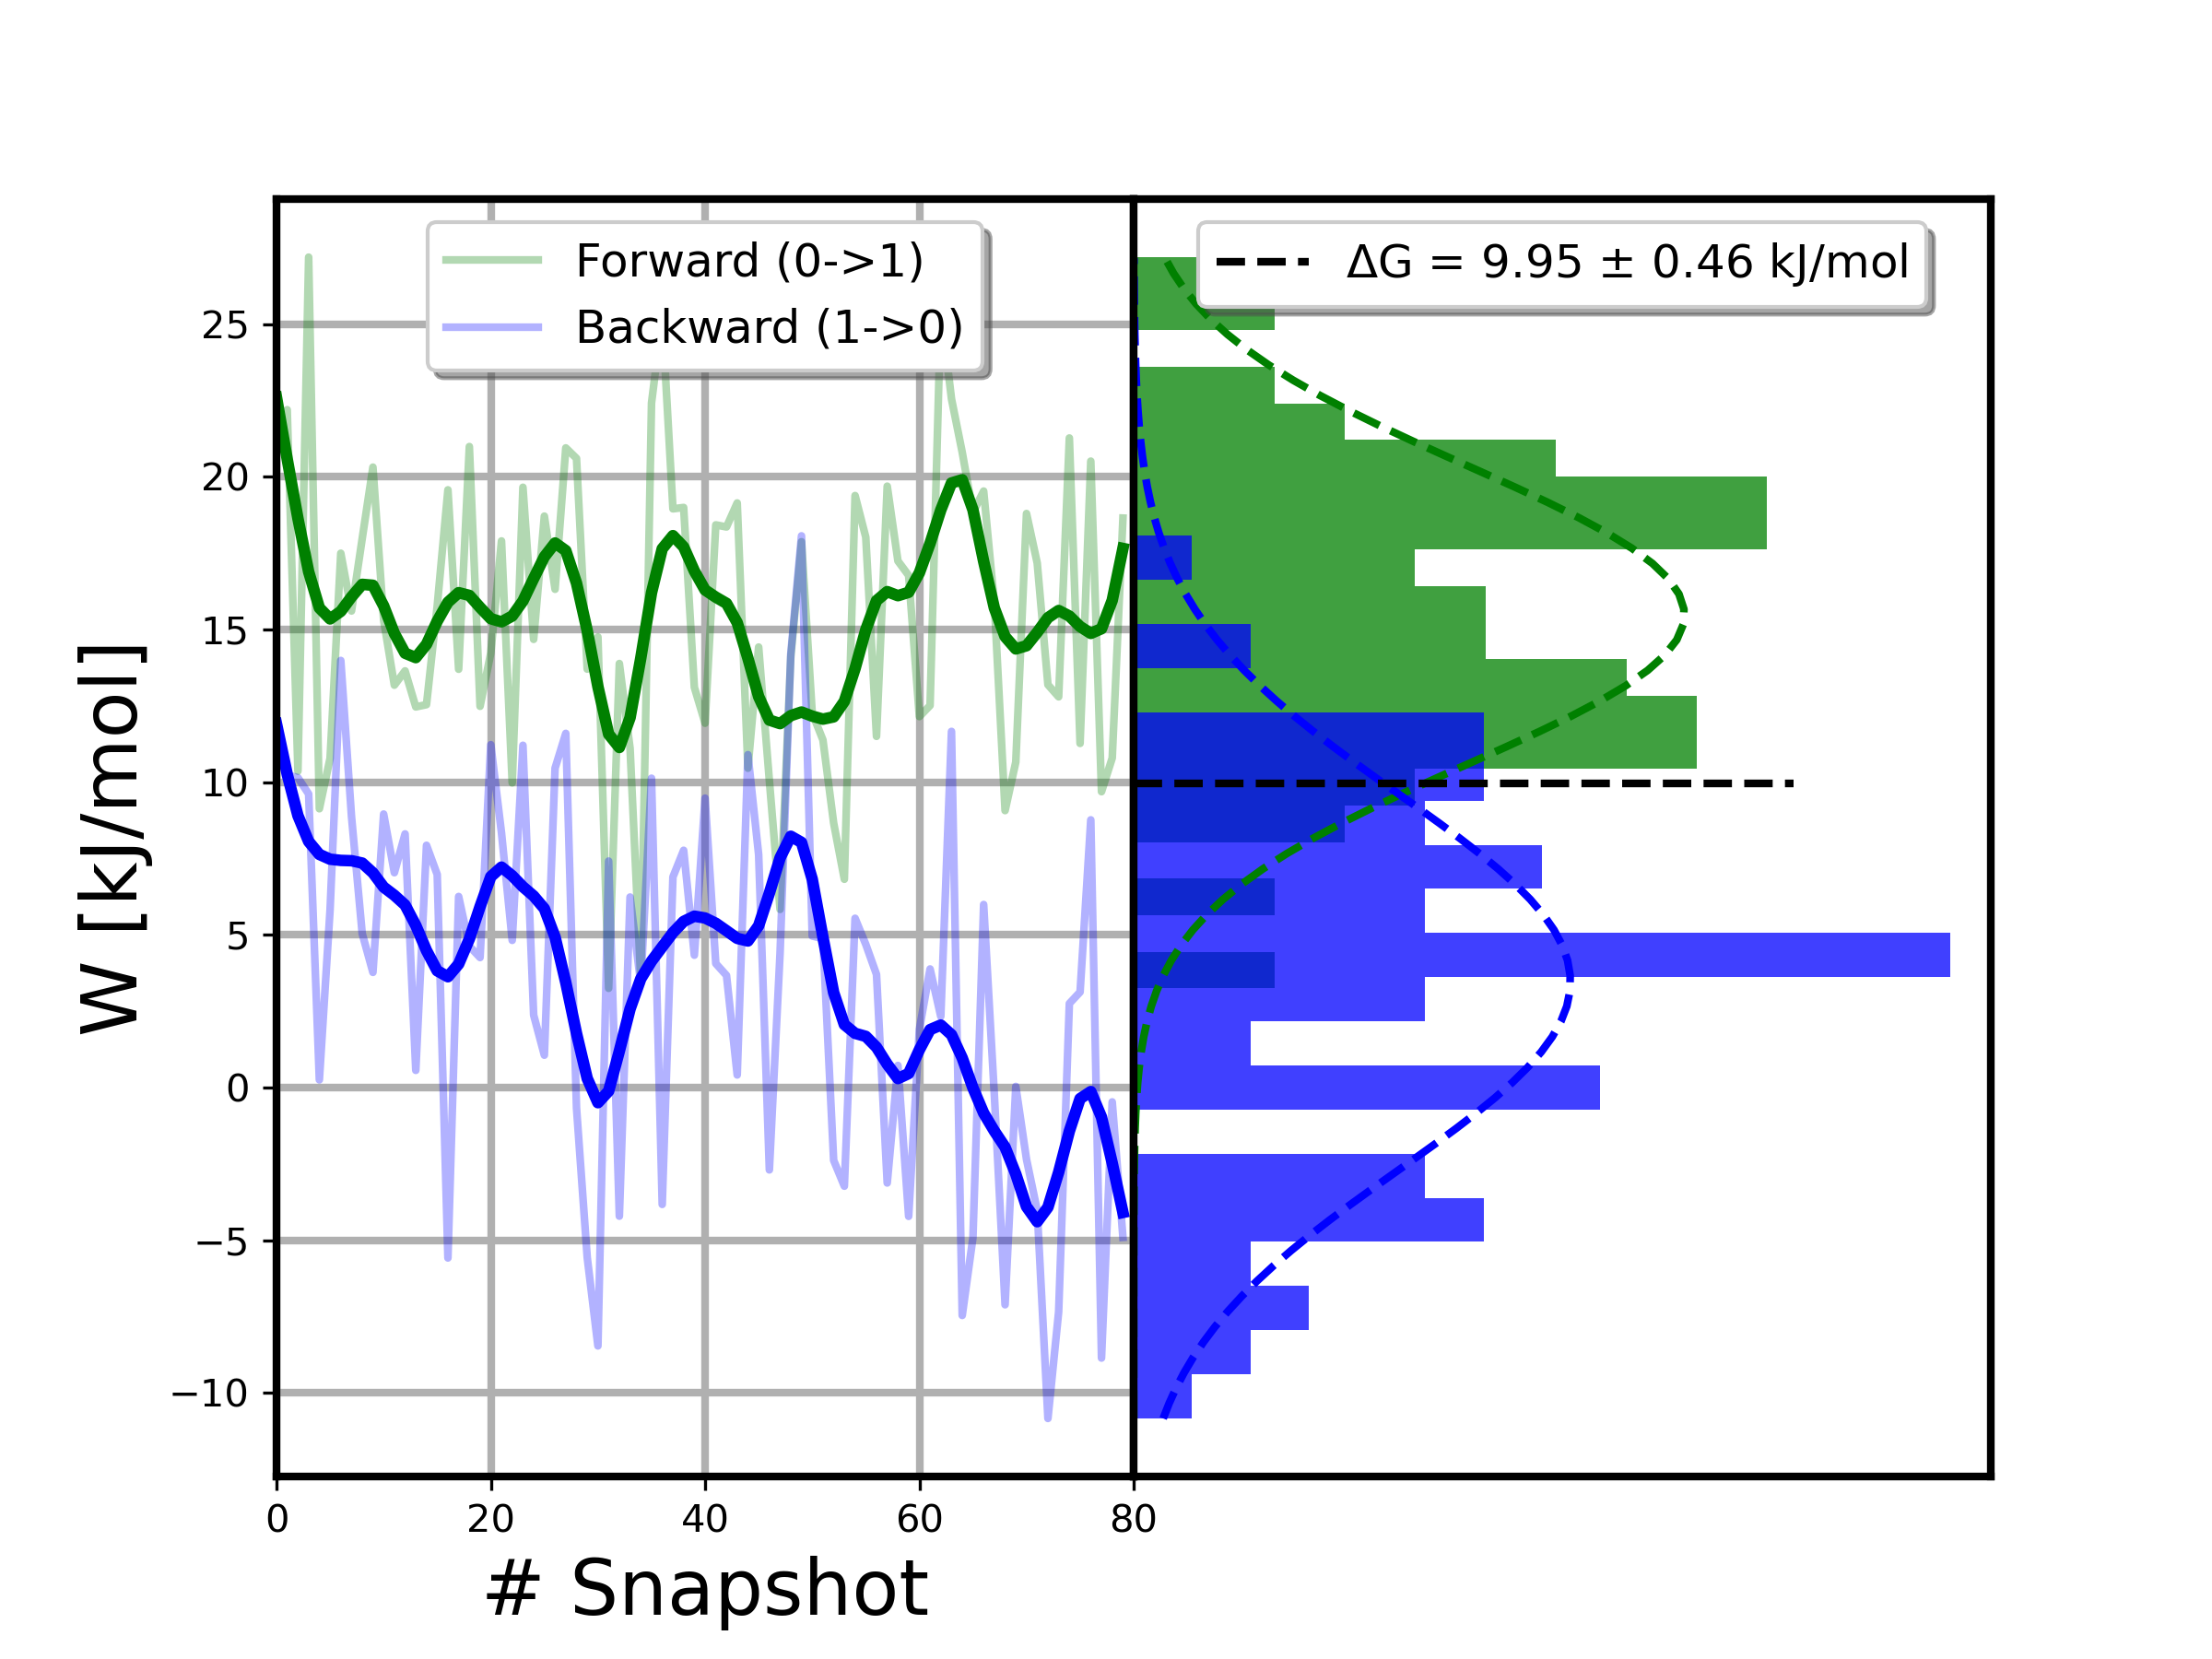 Forward (0->1)
Backward (1->0)
ΔG = 9.95 ± 0.46 kJ/mol
25
20
15
10
5
0
−5
−10
W [kJ/mol]
0 20 40 60 80
# Snapshot